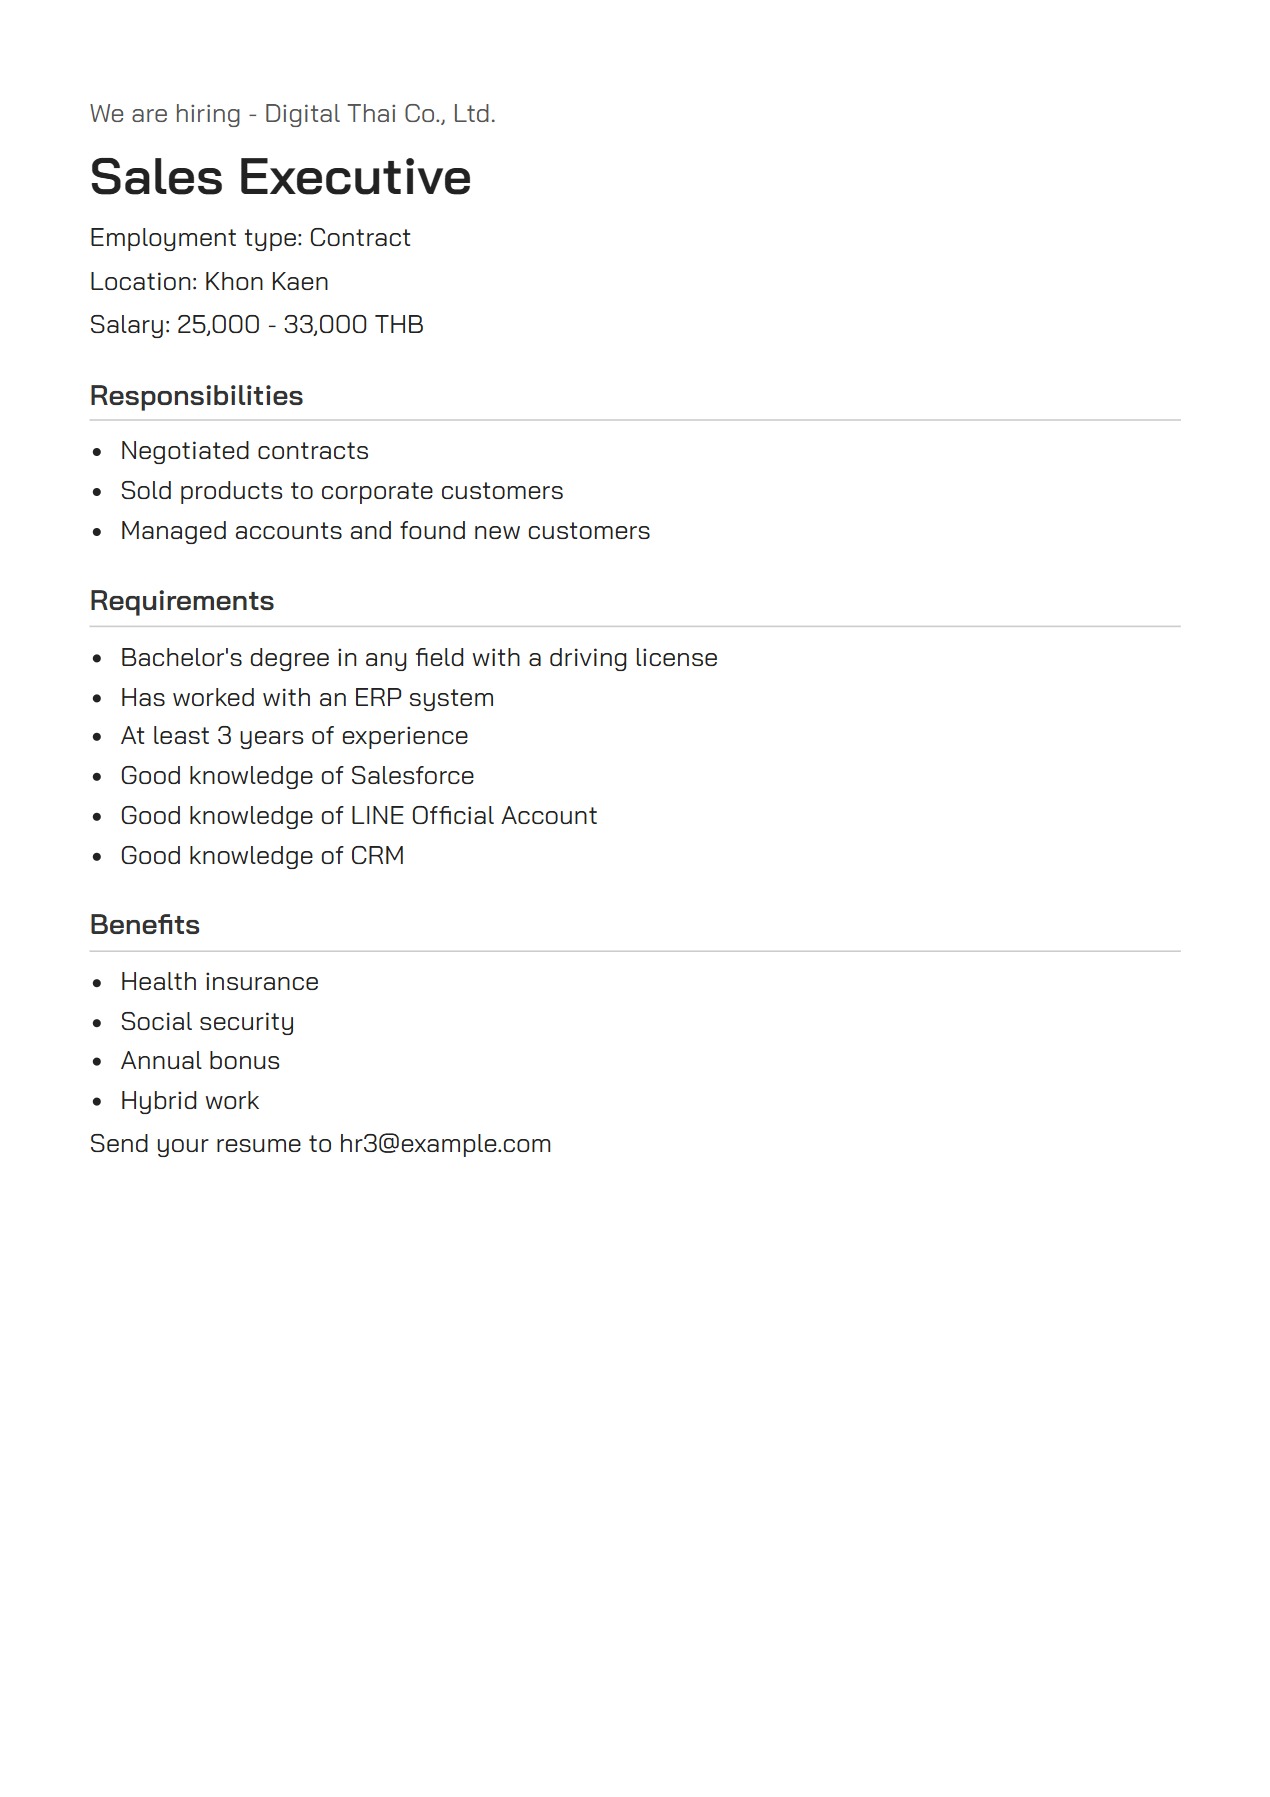 We are hiring - Digital Thai Co., Ltd.
Sales Executive
Employment type: Contract
Location: Khon Kaen
Salary: 25,000 - 33,000 THB
Responsibilities
• Negotiated contracts
• Sold products to corporate customers
• Managed accounts and found new customers
Requirements
• Bachelor's degree in any field with a driving license
• Has worked with an ERP system
• At least 3 years of experience
• Good knowledge of Salesforce
• Good knowledge of LINE Official Account
• Good knowledge of CRM
Benefits
• Health insurance
• Social security
• Annual bonus
• Hybrid work
Send your resume to hr3@example.com